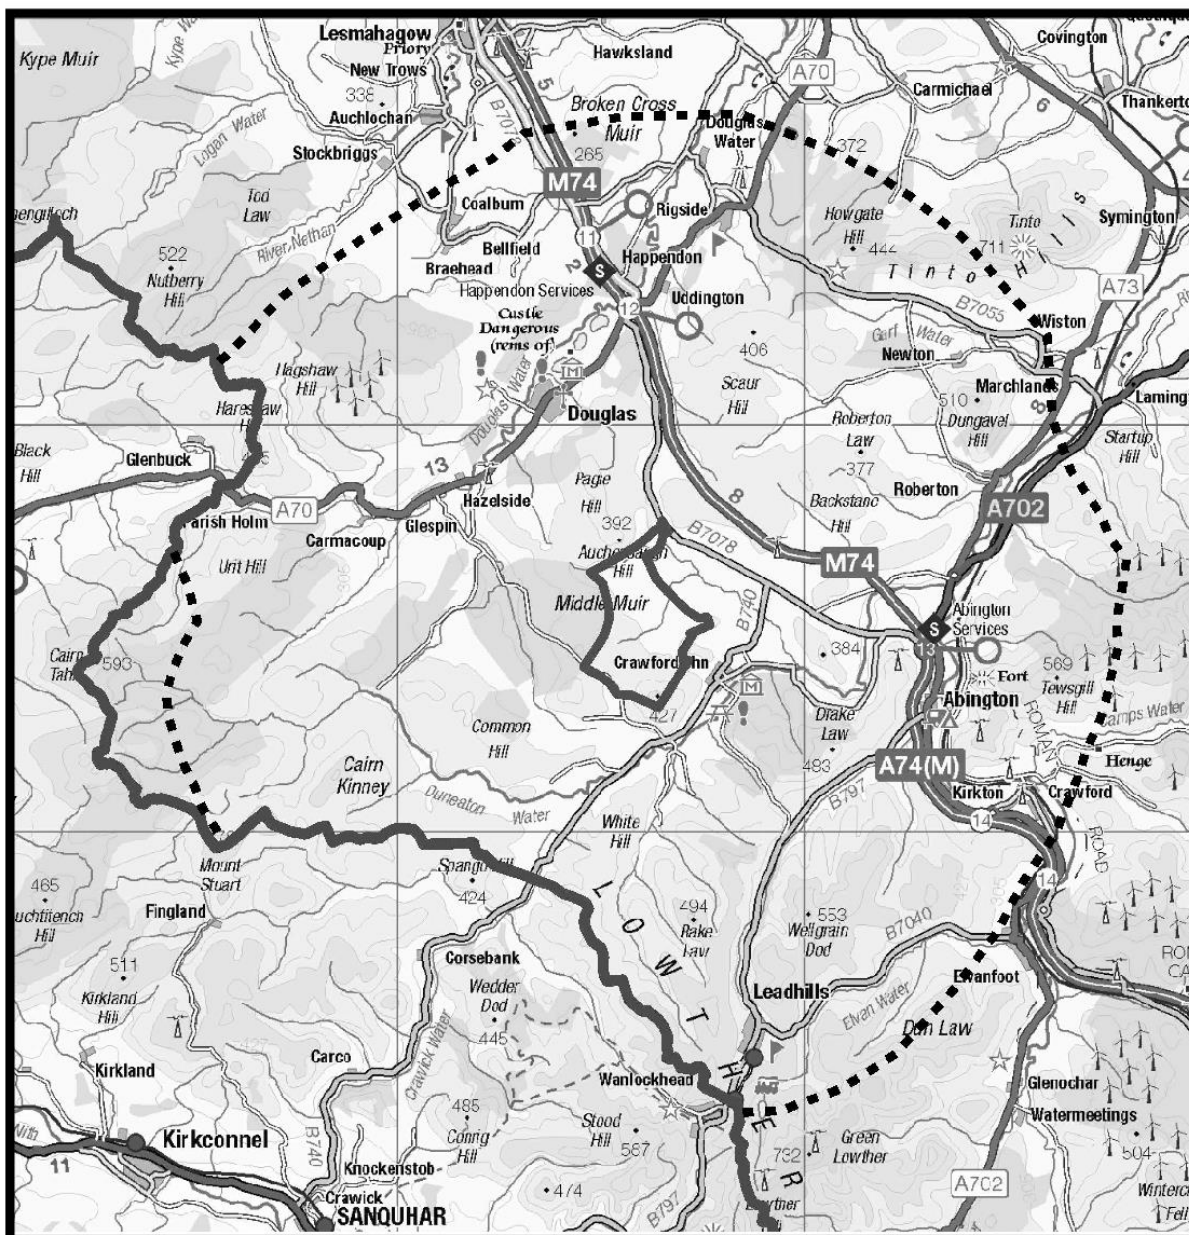 Lesmahagow
Priory
New Trows
Kype Muir
Hawksland
Covington
A70
Carmichael
Thankerton
338
Auchlochan
B7078
5
Broken Cross
Muir
265
Douglas
Water
372
6
Logan Water
Stockbriggs
Tod
Law
M74
Coalburn
Rigside
Howgate
Hill
444
Tinto
711
Symington
River Nethan
522
Nutberry
Hill
Bellfield
Braehead
11
2
S
Happendon
Happendon Services
Tinto Hills
A73
12
Uddington
B7055
Wiston
Castle
Dangerous
(rems of)
406
Garf Water
Newton
Hagshaw
Hill
Scaur
Hill
Marchlands
510
Dungavel
Hill
8
Lamington
Douglas Water
M
Douglas
Roberton
Law
377
Startup
Hill
Black
Hill
Glenbuck
13
Hazelside
Pagie
Hill
8
Backstane
Hill
Roberton
A70
Parish Holm
Carmacoup
Glespin
392
Auchensaugh
Hill
B7078
A702
M74
Urit Hill
Middle Muir
B740
Abington
Services
S
13
Cairn
593
Crawfordjohn
427
M
384
Fort
569
Tewsgill
Hill
Abington
ROMAN
ROAD
Camps Water
Common
Hill
Drake
Law
483
A74(M)
Henge
Cairn
Kinney
Duneaton
Water
B797
Kirkton
Crawford
14
White
Hill
Mount
Stuart
Spango Hill
424
14
465
Hill
Fingland
LOWTHER
494
Rake
Law
553
Wellgrain
Dod
B7040
511
Kirkland
Hill
Corsebank
Wedder
Dod
445
Elvanfoot
Leadhills
Elvan Water
Dun Law
Crawick Water
Kirkland
Carco
Wanlockhead
Glenochar
Watermeetings
Kirkconnel
485
Conrig
Hill
Stood
Hill
587
732
Green
Lowther
504
11
B740
Knockenstob
Crawick
SANQUHAR
474
B797
A702